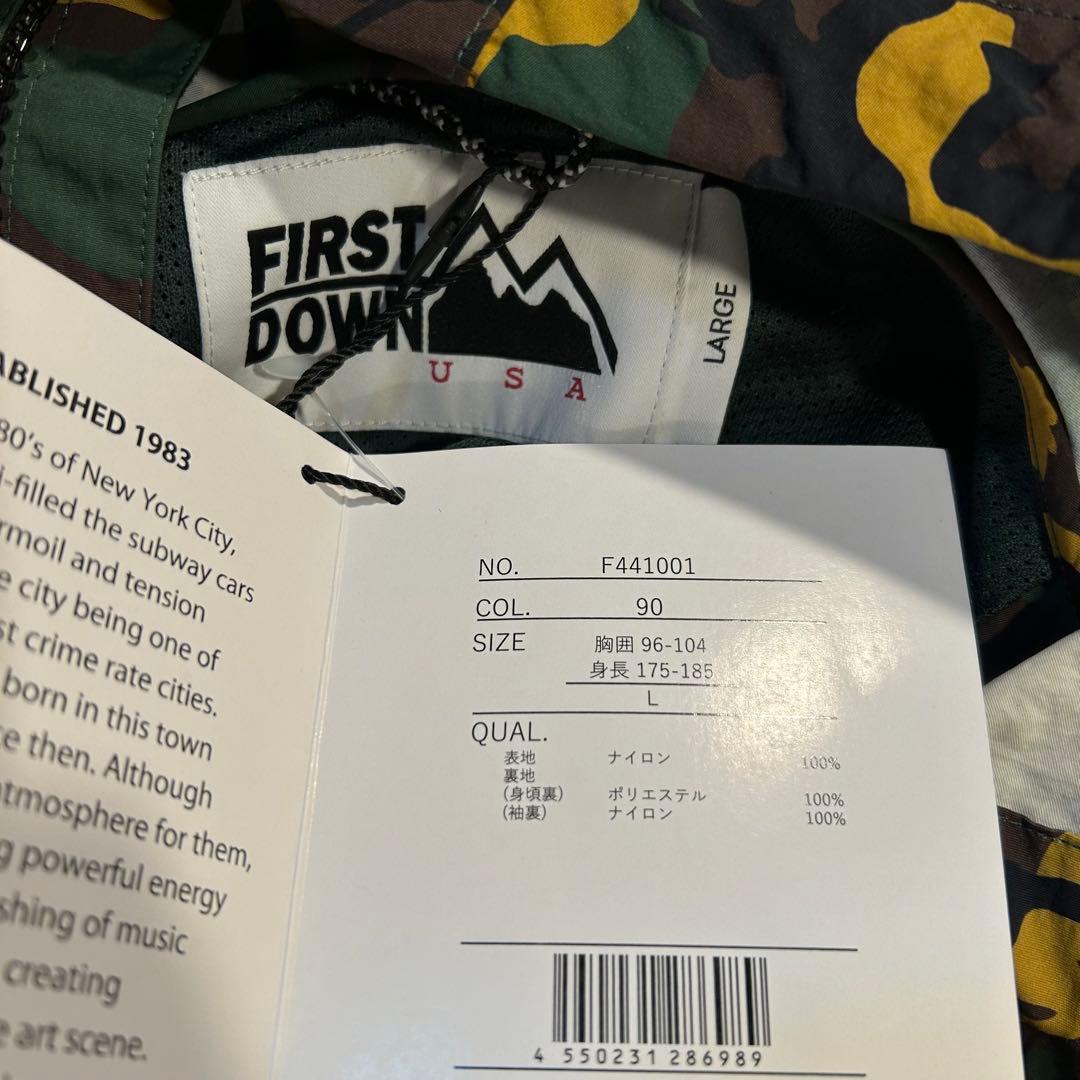 FIRST
DOWN
USA
LARGE
ABLISHED 1983
80's of New York City,
-filled the subway cars
rmoil and tension
e city being one of
st crime rate cities.
born in this town
ce then. Although
atmosphere for them,
g powerful energy
shing of music
creating
e art scene.
NO. F441001
COL. 90
SIZE 胸囲 96-104
身長 175-185
L
QUAL.
表地 ナイロン 100%
裏地
(身頃裏) ポリエステル 100%
(袖裏) ナイロン 100%
4 550231 286989